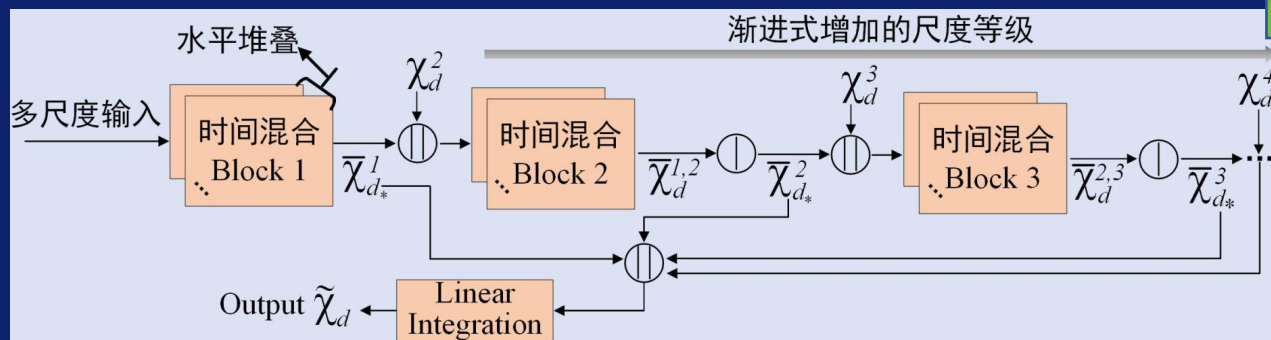 水平堆叠
渐进式增加的尺度等级
χ_d^2
χ_d^3
χ_d^4
多尺度输入
时间混合
Block 1
χ̅_{d*}^1
时间混合
Block 2
χ̅_d^{1,2}
χ̅_{d*}^2
时间混合
Block 3
χ̅_d^{2,3}
χ̅_{d*}^3
Output χ̃_d
Linear
Integration